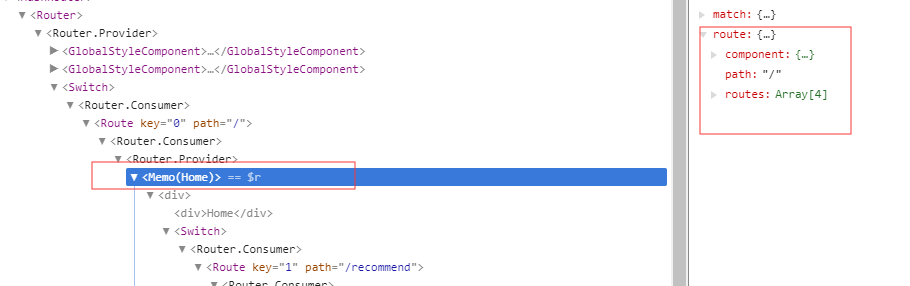 <Router>
<Router.Provider>
<GlobalStyleComponent>…</GlobalStyleComponent>
<GlobalStyleComponent>…</GlobalStyleComponent>
<Switch>
<Router.Consumer>
<Route key="0" path="/">
<Router.Consumer>
<Router.Provider>
<Memo(Home)> == $r
<div>
<div>Home</div>
<Switch>
<Router.Consumer>
<Route key="1" path="/recommend">
<Router.Consumer>
match: {…}
route: {…}
component: {…}
path: "/"
routes: Array[4]